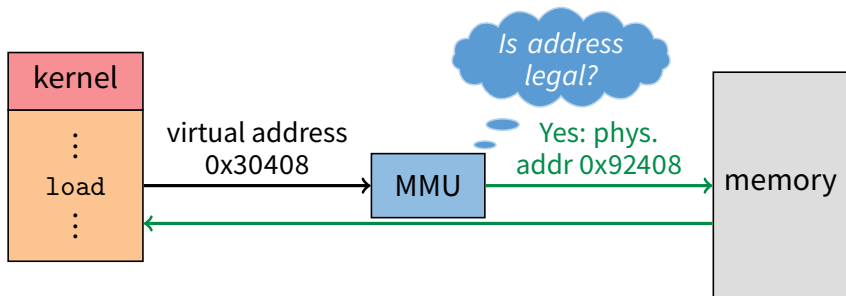 Is address
legal?
kernel
⋮
load
⋮
virtual address
0x30408
MMU
Yes: phys.
addr 0x92408
memory